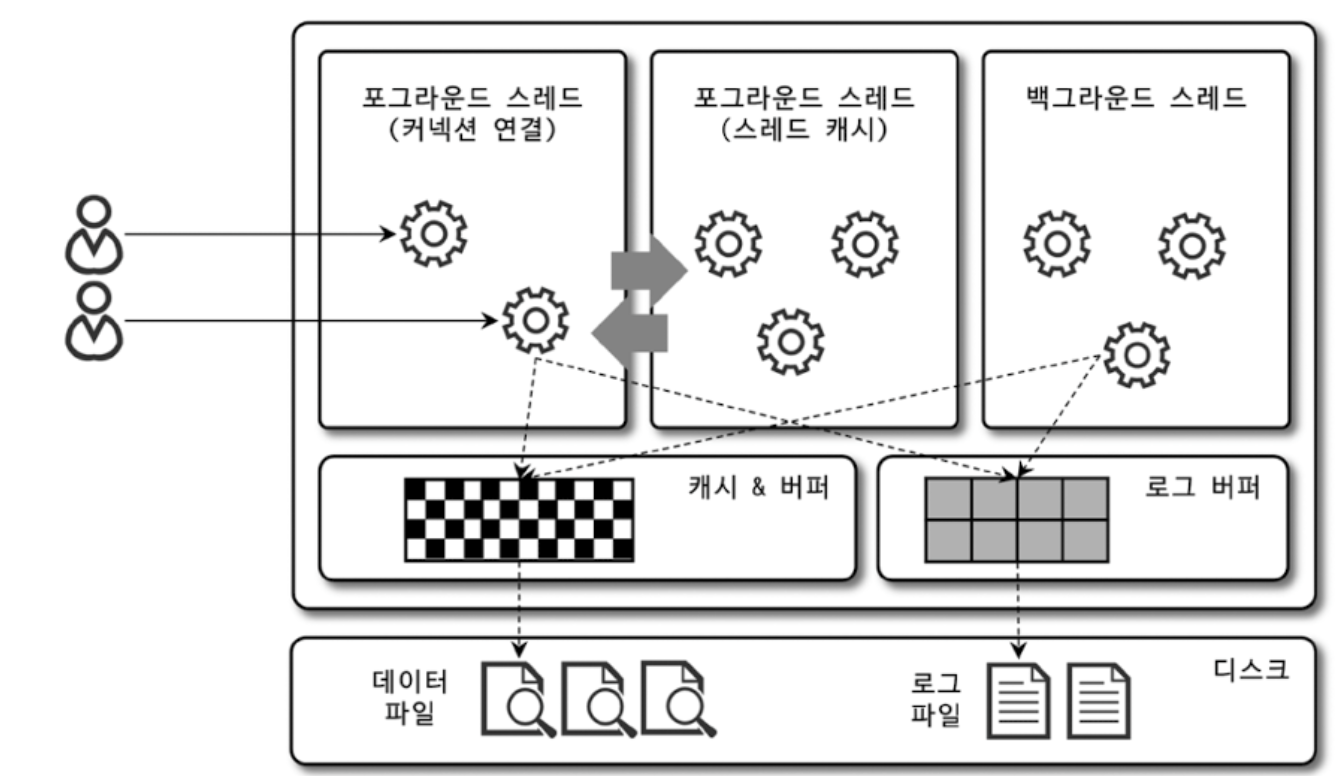 포그라운드 스레드
(커넥션 연결)
포그라운드 스레드
(스레드 캐시)
백그라운드 스레드
캐시 & 버퍼
로그 버퍼
데이터
파일
로그
파일
디스크